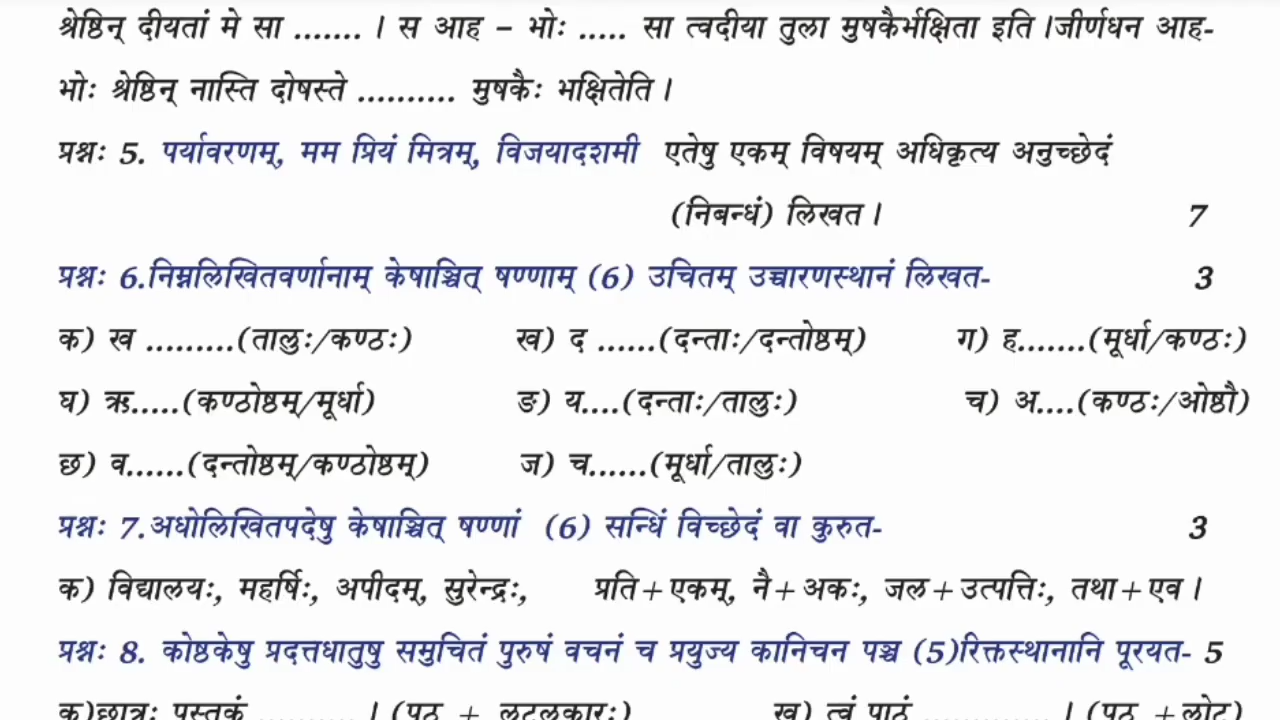 श्रेष्ठिन् दीयतां मे सा ....... । स आह – भोः ..... सा त्वदीया तुला मुषकैर्भक्षिता इति ।जीर्णधन आह-
भोः श्रेष्ठिन् नास्ति दोषस्ते .......... मुषकैः भक्षितेति ।
प्रश्नः 5. पर्यावरणम्, मम प्रियं मित्रम्, विजयादशमी एतेषु एकम् विषयम् अधिकृत्य अनुच्छेदं
(निबन्धं) लिखत । 7
प्रश्नः 6.निम्नलिखितवर्णानाम् केषाञ्चित् षण्णाम् (6) उचितम् उच्चारणस्थानं लिखत- 3
क) ख .........(तालुः/कण्ठः) ख) द ......(दन्ताः/दन्तोष्ठम्) ग) ह.......(मूर्धा/कण्ठः)
घ) ऋ.....(कण्ठोष्ठम्/मूर्धा) ङ) य....(दन्ताः/तालुः) च) अ....(कण्ठः/ओष्ठौ)
छ) व......(दन्तोष्ठम्/कण्ठोष्ठम्) ज) च......(मूर्धा/तालुः)
प्रश्नः 7.अधोलिखितपदेषु केषाञ्चित् षण्णां (6) सन्धिं विच्छेदं वा कुरुत- 3
क) विद्यालयः, महर्षिः, अपीदम्, सुरेन्द्रः, प्रति+एकम्, नै+अकः, जल+उत्पत्तिः, तथा+एव ।
प्रश्नः 8. कोष्ठकेषु प्रदत्तधातुषु समुचितं पुरुषं वचनं च प्रयुज्य कानिचन पञ्च (5)रिक्तस्थानानि पूरयत- 5
क)छात्रः पुस्तकं ........... । (पठ् + लृट्लकारः) ख) त्वं पाठं ............. । (पठ् +लोट्)